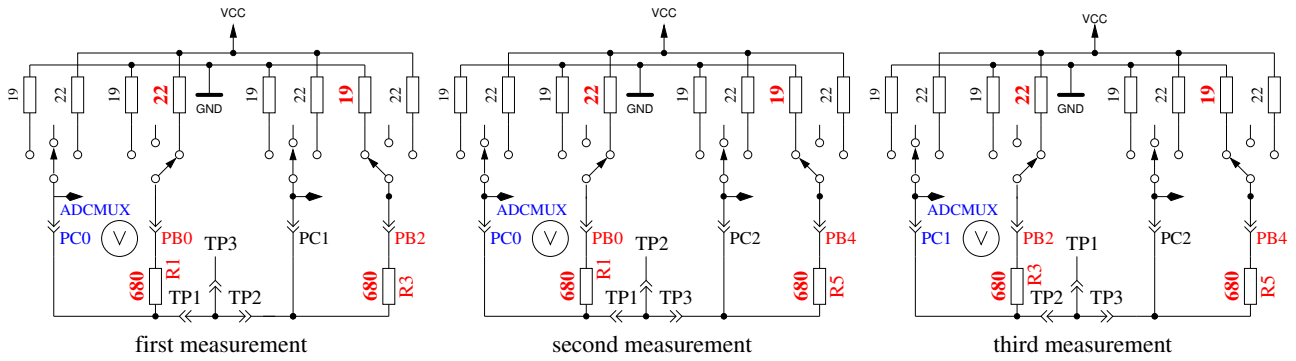 VCC
19
22
19
22
GND
19
22
19
22
ADCMUX
PC0
V
PB0
TP3
PC1
PB2
680
R1
680
R3
TP1
TP2
first measurement
VCC
19
22
19
22
GND
19
22
19
22
ADCMUX
PC0
V
PB0
TP2
PC2
PB4
680
R1
680
R5
TP1
TP3
second measurement
VCC
19
22
19
22
GND
19
22
19
22
ADCMUX
PC1
V
PB2
TP1
PC2
PB4
680
R3
680
R5
TP2
TP3
third measurement